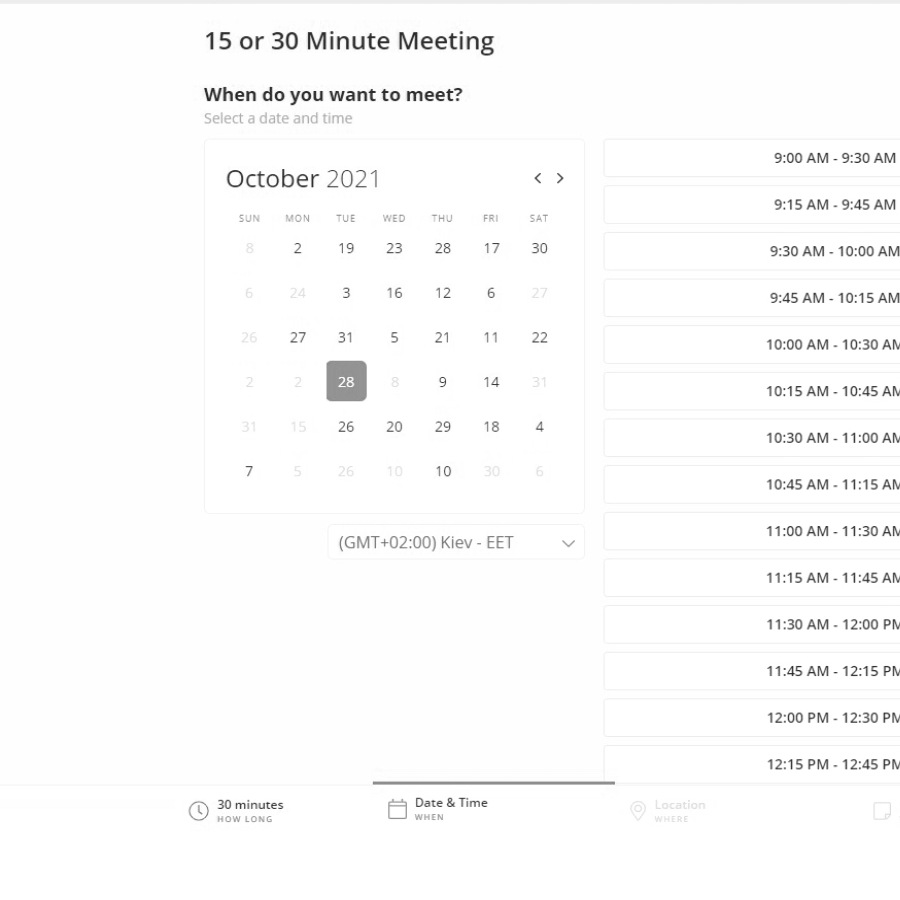 15 or 30 Minute Meeting
When do you want to meet?
Select a date and time
October 2021
SUN MON TUE WED THU FRI SAT
8 2 19 23 28 17 30
6 24 3 16 12 6 27
26 27 31 5 21 11 22
2 2 28 8 9 14 31
31 15 26 20 29 18 4
7 5 26 10 10 30 6
(GMT+02:00) Kiev - EET
9:00 AM - 9:30 AM
9:15 AM - 9:45 AM
9:30 AM - 10:00 AM
9:45 AM - 10:15 AM
10:00 AM - 10:30 AM
10:15 AM - 10:45 AM
10:30 AM - 11:00 AM
10:45 AM - 11:15 AM
11:00 AM - 11:30 AM
11:15 AM - 11:45 AM
11:30 AM - 12:00 PM
11:45 AM - 12:15 PM
12:00 PM - 12:30 PM
12:15 PM - 12:45 PM
30 minutes
HOW LONG
Date & Time
WHEN
Location
WHERE